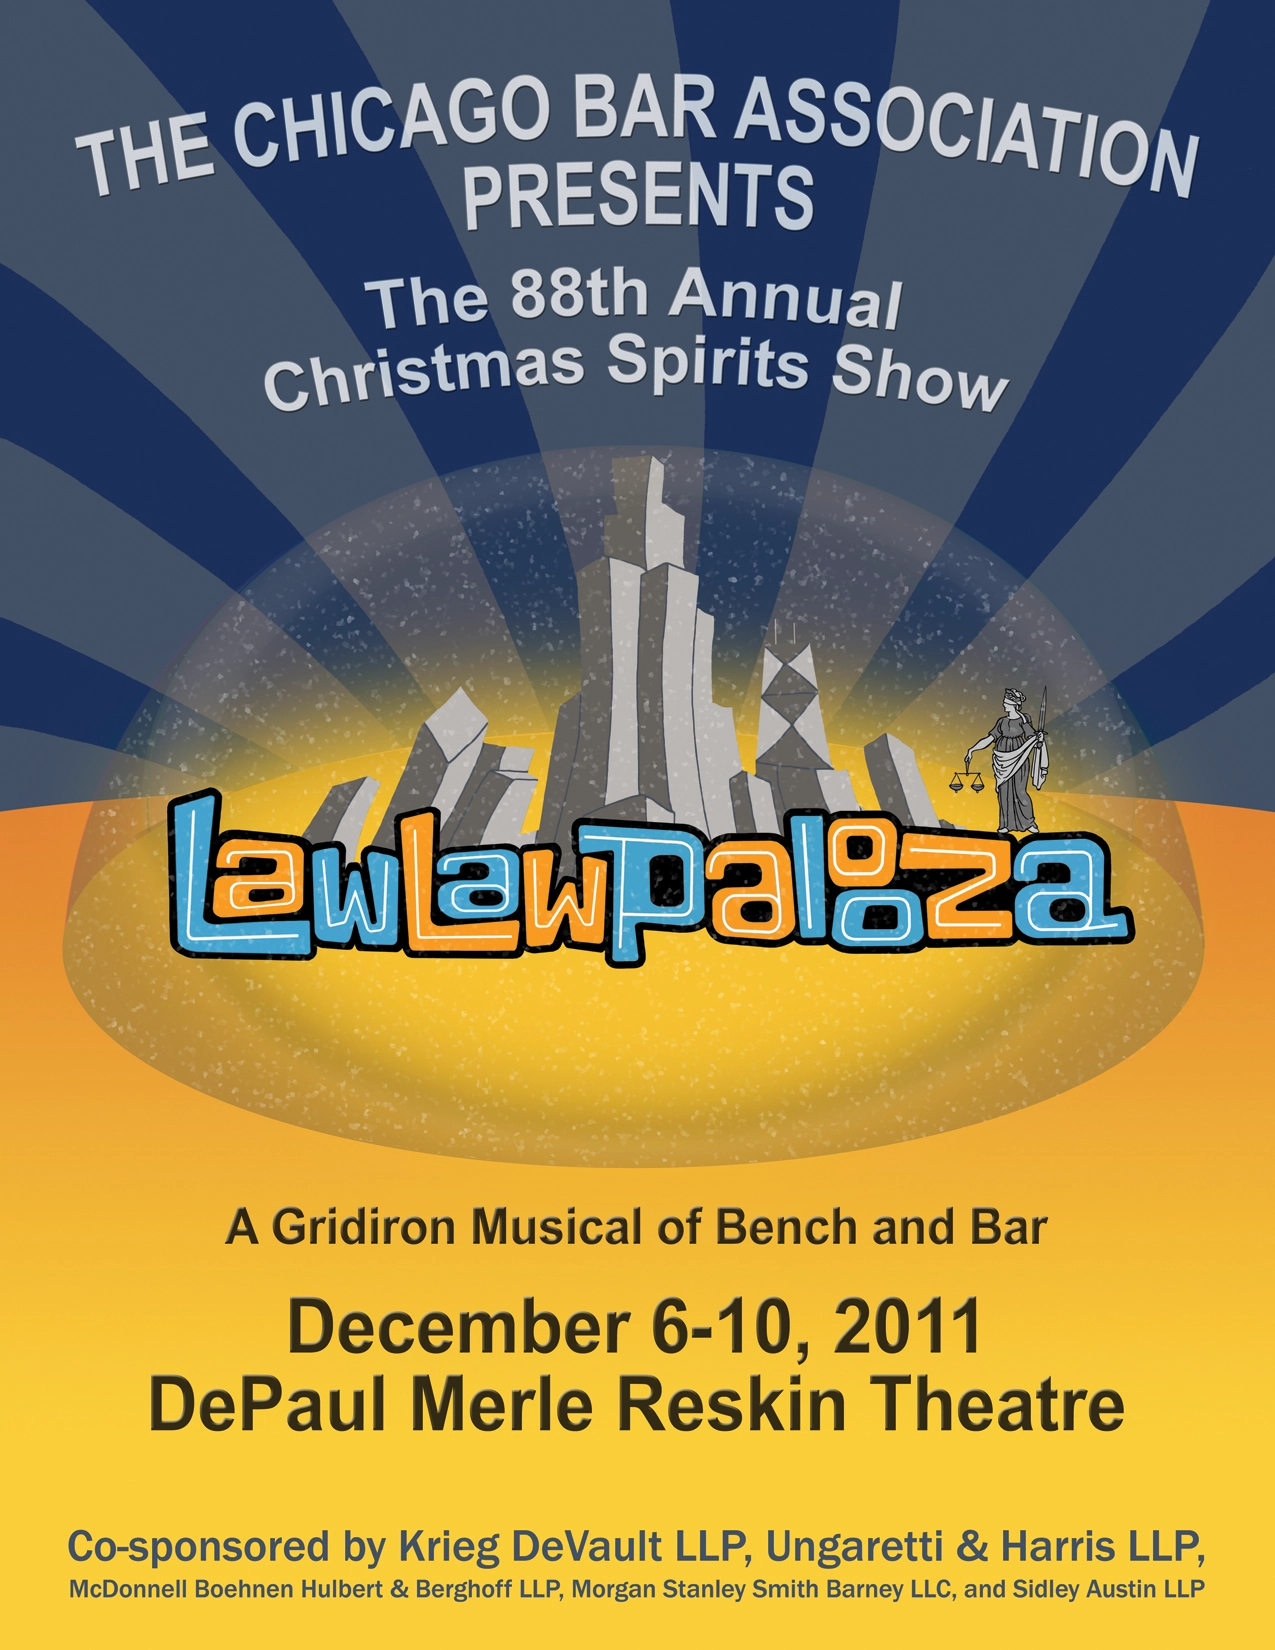 THE CHICAGO BAR ASSOCIATION
PRESENTS
The 88th Annual
Christmas Spirits Show
LawLawpalooza
A Gridiron Musical of Bench and Bar
December 6-10, 2011
DePaul Merle Reskin Theatre
Co-sponsored by Krieg DeVault LLP, Ungaretti & Harris LLP,
McDonnell Boehnen Hulbert & Berghoff LLP, Morgan Stanley Smith Barney LLC, and Sidley Austin LLP